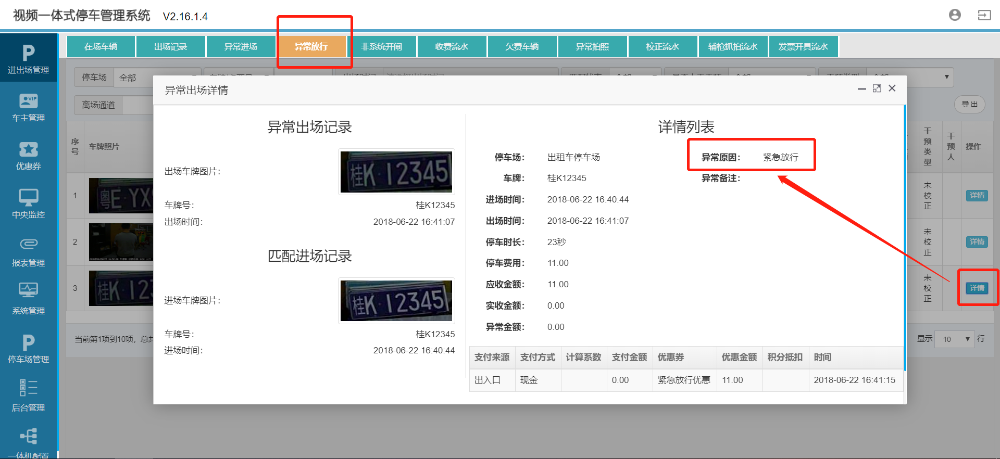 视频一体式停车管理系统 V2.16.1.4
在场车辆 出场记录 异常进场 异常放行 非系统开闸 收费流水 欠费车辆 异常拍照 校正流水 辅枪抓拍流水 发票开具流水
进出场管理
车主管理
优惠券
中央监控
报表管理
系统管理
停车场管理
后台管理
一体机配置
停车场 全部
离场通道
导出
序号 车牌照片 干预类型 干预人 操作
1 粤E·YX 未校正 详情
2 未校正 详情
3 桂K·12 未校正 详情
当前第1项到10项，总共
显示 10 行
异常出场详情
异常出场记录
出场车牌图片：
桂K·12345
车牌号： 桂K12345
出场时间： 2018-06-22 16:41:07
匹配进场记录
进场车牌图片：
桂K·12345
车牌号： 桂K12345
进场时间： 2018-06-22 16:40:44
详情列表
停车场： 出租车停车场 异常原因： 紧急放行
车牌： 桂K12345 异常备注：
进场时间： 2018-06-22 16:40:44
出场时间： 2018-06-22 16:41:07
停车时长： 23秒
停车费用： 11.00
应收金额： 11.00
实收金额： 0.00
异常金额： 0.00
支付来源 支付方式 计算系数 支付金额 优惠券 优惠金额 积分抵扣 时间
出入口 现金 0.00 紧急放行优惠 11.00 2018-06-22 16:41:15